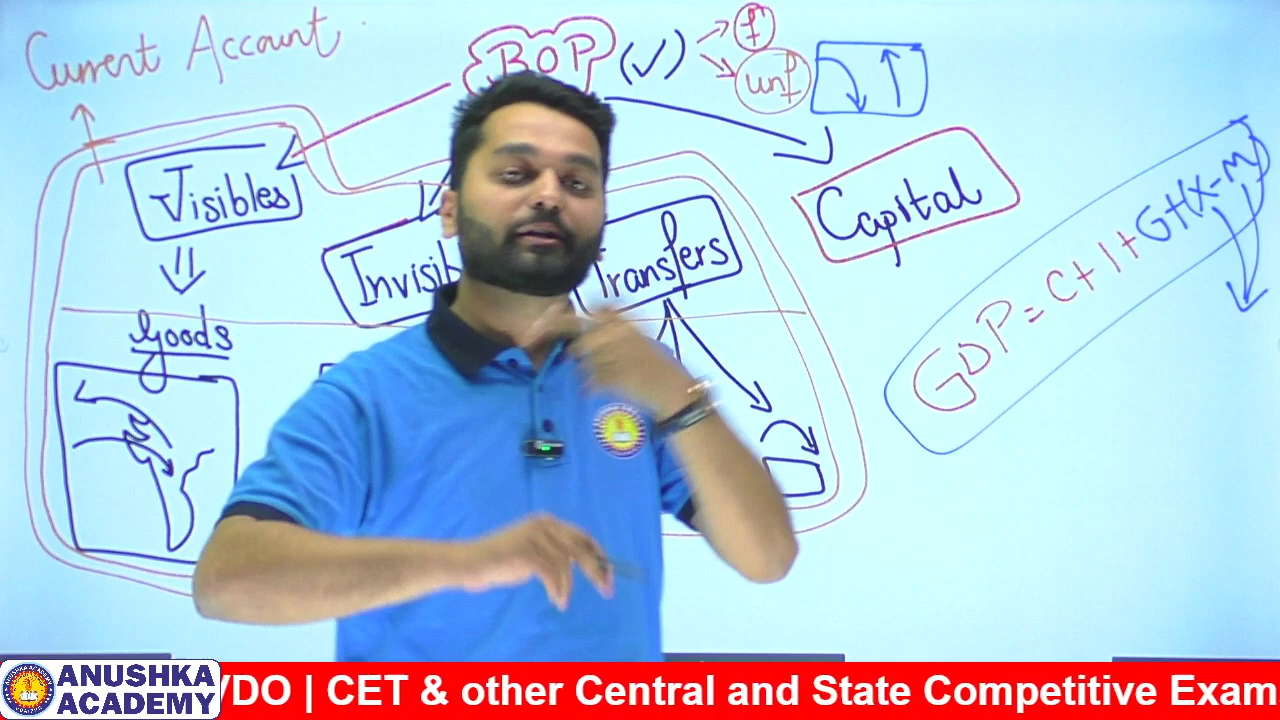 Current Account
BOP (✓)
f
unf
Visibles
Invisib
Transfers
Capital
GDP = C + I + G + (X-M)
Goods
ANUSHKA
ACADEMY
VDO | CET & other Central and State Competitive Exam